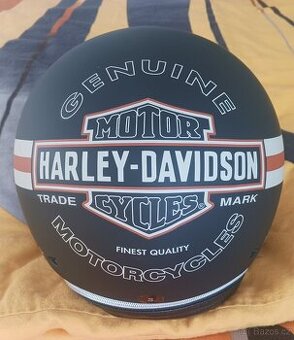 GENUINE
MOTOR
HARLEY-DAVIDSON
TRADE MARK
CYCLES
MOTORCYCLES
FINEST QUALITY